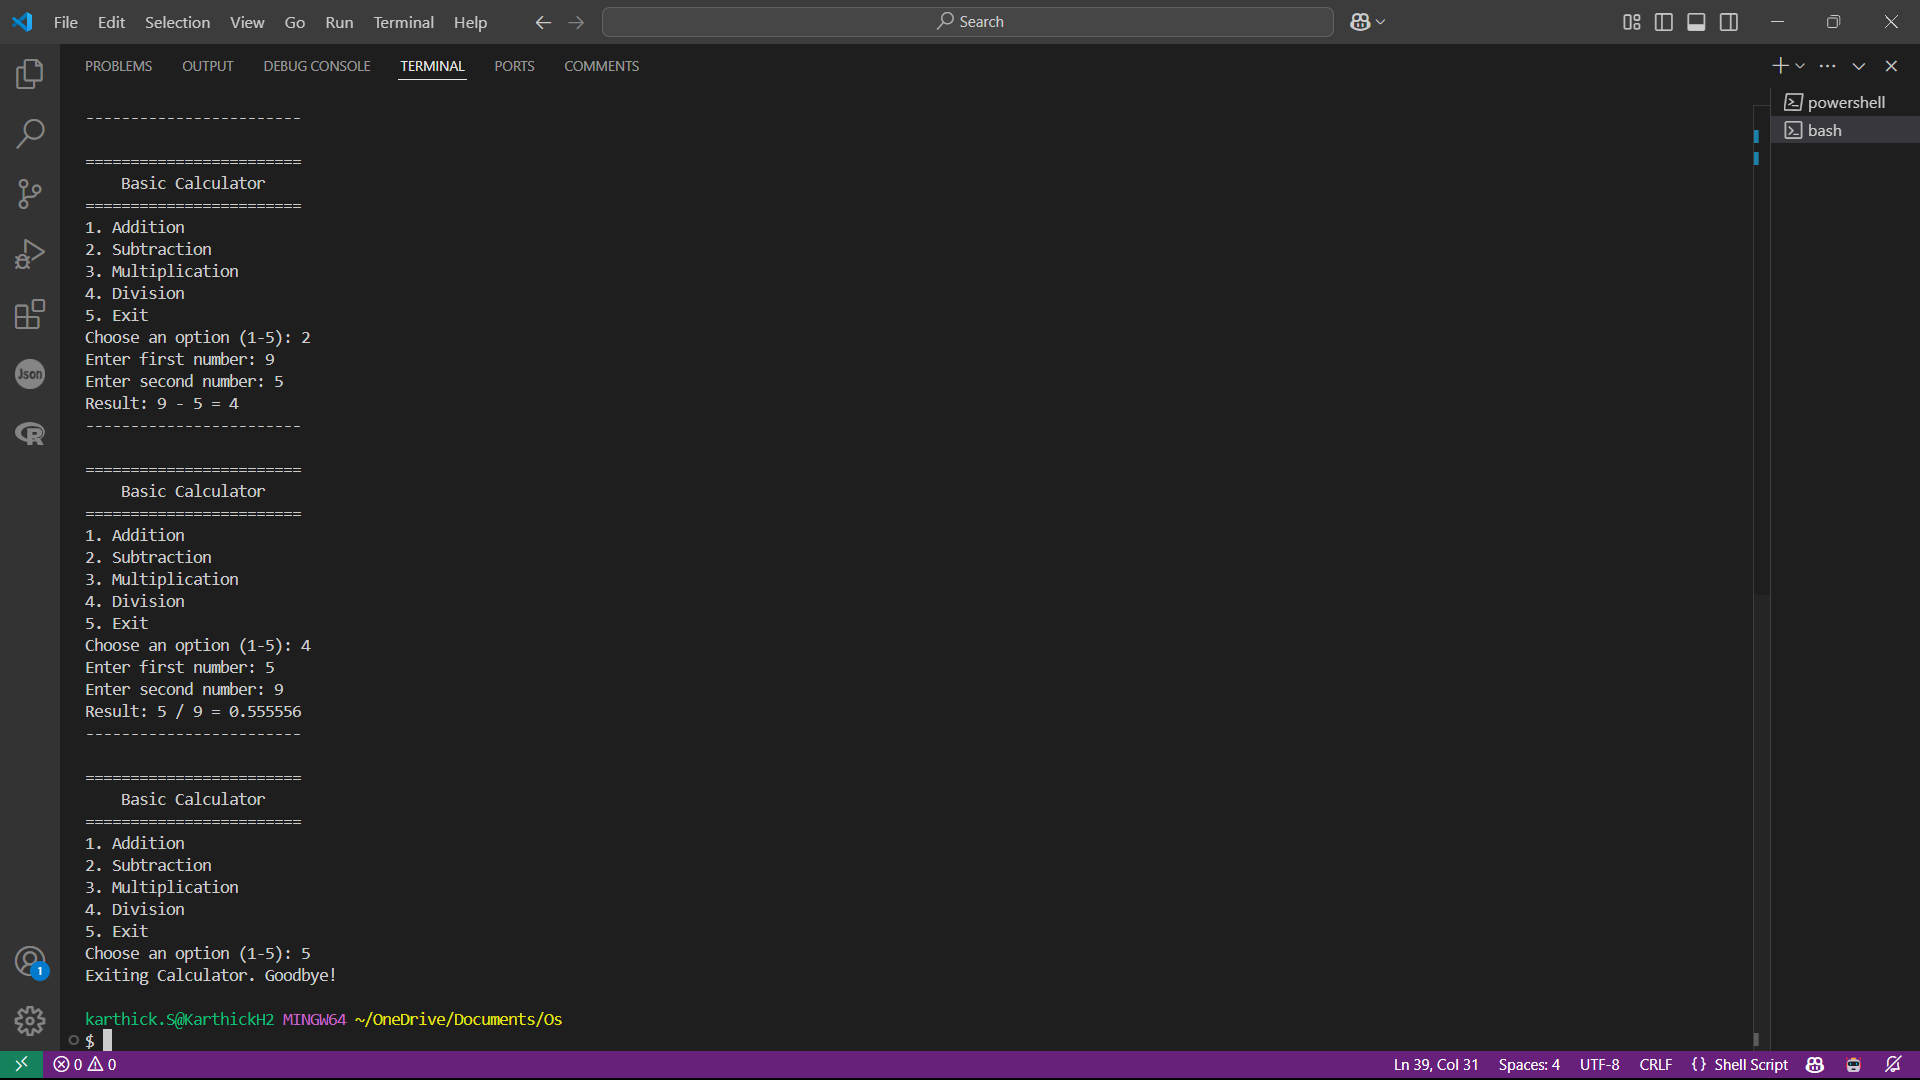 File Edit Selection View Go Run Terminal Help Search
PROBLEMS OUTPUT DEBUG CONSOLE TERMINAL PORTS COMMENTS
powershell
bash
------------------------
========================
Basic Calculator
========================
1. Addition
2. Subtraction
3. Multiplication
4. Division
5. Exit
Choose an option (1-5): 2
Enter first number: 9
Enter second number: 5
Result: 9 - 5 = 4
------------------------
========================
Basic Calculator
========================
1. Addition
2. Subtraction
3. Multiplication
4. Division
5. Exit
Choose an option (1-5): 4
Enter first number: 5
Enter second number: 9
Result: 5 / 9 = 0.555556
------------------------
========================
Basic Calculator
========================
1. Addition
2. Subtraction
3. Multiplication
4. Division
5. Exit
Choose an option (1-5): 5
Exiting Calculator. Goodbye!
karthick.S@KarthickH2 MINGW64 ~/OneDrive/Documents/Os
$
Json
R
1
0 0 Ln 39, Col 31 Spaces: 4 UTF-8 CRLF {} Shell Script